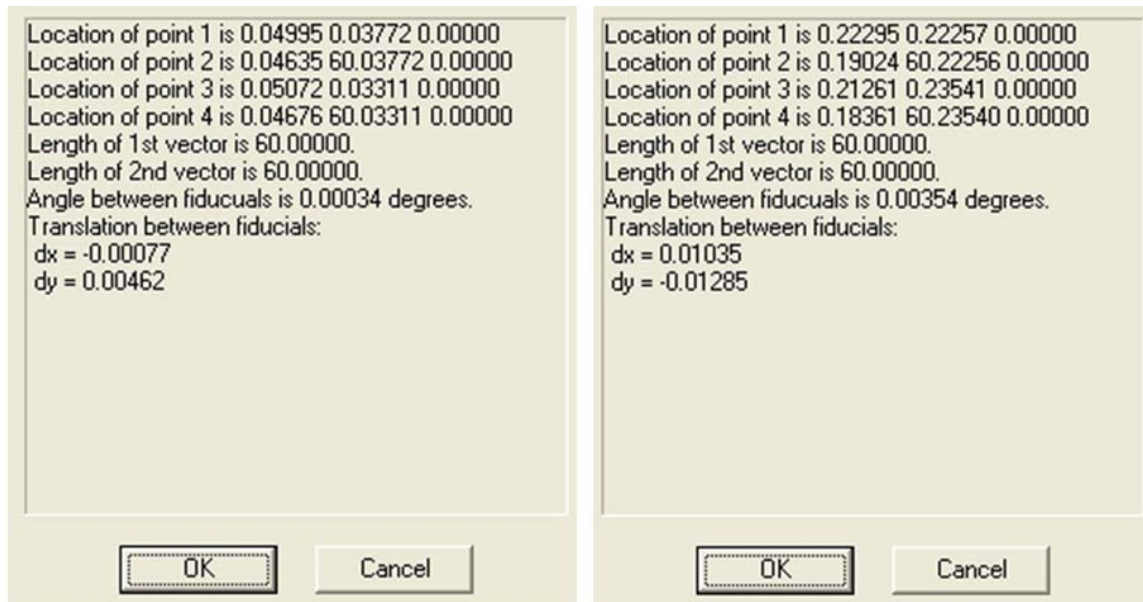 Location of point 1 is 0.04995 0.03772 0.00000
Location of point 2 is 0.04635 60.03772 0.00000
Location of point 3 is 0.05072 0.03311 0.00000
Location of point 4 is 0.04676 60.03311 0.00000
Length of 1st vector is 60.00000.
Length of 2nd vector is 60.00000.
Angle between fiducuals is 0.00034 degrees.
Translation between fiducials:
dx = -0.00077
dy = 0.00462
OK
Cancel
Location of point 1 is 0.22295 0.22257 0.00000
Location of point 2 is 0.19024 60.22256 0.00000
Location of point 3 is 0.21261 0.23541 0.00000
Location of point 4 is 0.18361 60.23540 0.00000
Length of 1st vector is 60.00000.
Length of 2nd vector is 60.00000.
Angle between fiducuals is 0.00354 degrees.
Translation between fiducials:
dx = 0.01035
dy = -0.01285
OK
Cancel